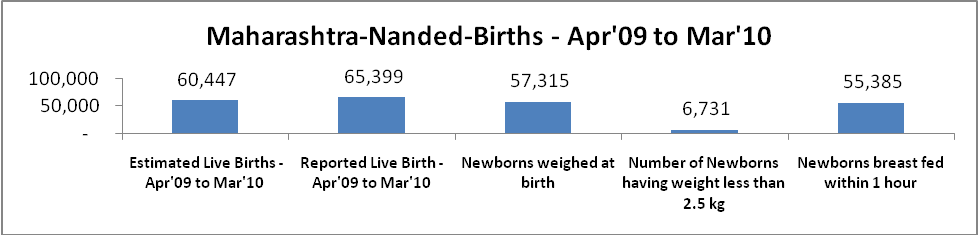 Maharashtra-Nanded-Births - Apr'09 to Mar'10
100,000
50,000
-
60,447
65,399
57,315
6,731
55,385
Estimated Live Births -
Apr'09 to Mar'10
Reported Live Birth -
Apr'09 to Mar'10
Newborns weighed at
birth
Number of Newborns
having weight less than
2.5 kg
Newborns breast fed
within 1 hour